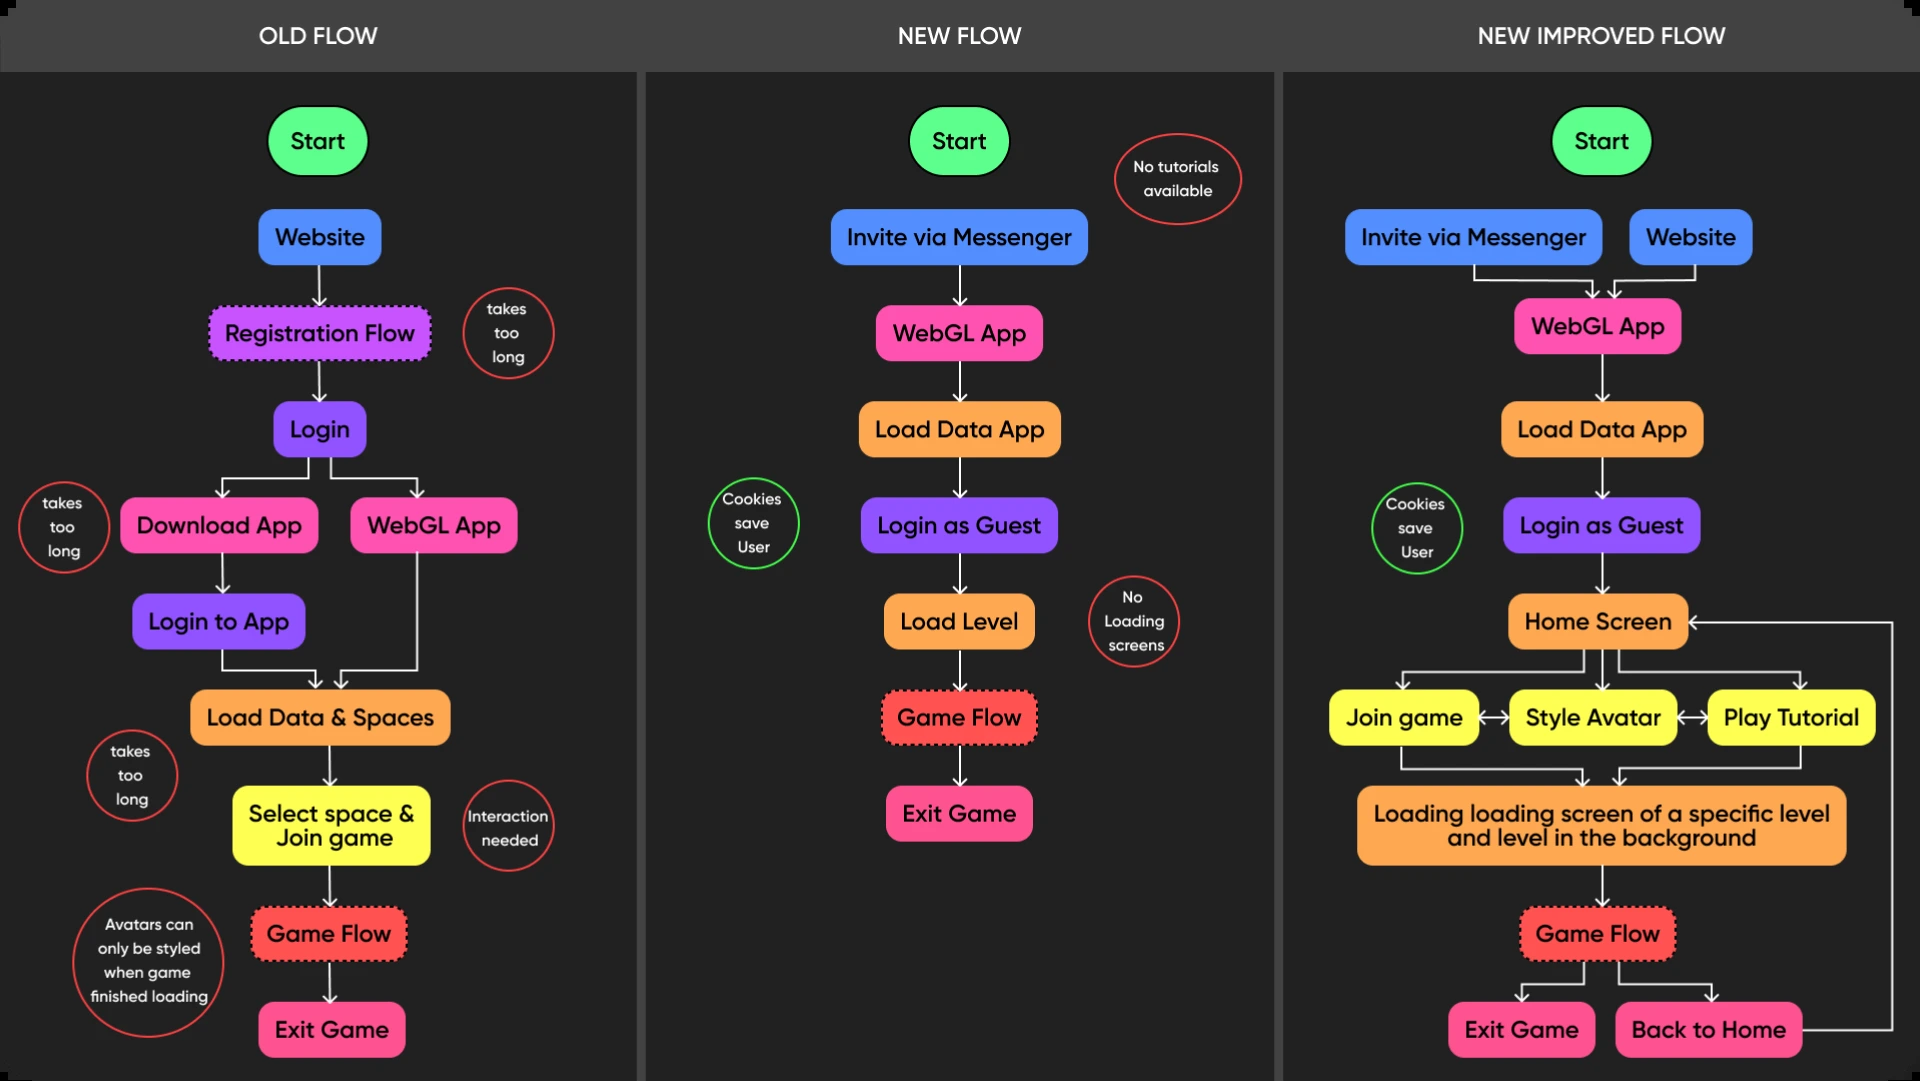 OLD FLOW
Start
Website
Registration Flow
takes
too
long
Login
takes
too
long
Download App
WebGL App
Login to App
Load Data & Spaces
takes
too
long
Select space &
Join game
Interaction
needed
Avatars can
only be styled
when game
finished loading
Game Flow
Exit Game
NEW FLOW
Start
No tutorials
available
Invite via Messenger
WebGL App
Load Data App
Cookies
save
User
Login as Guest
Load Level
No
Loading
screens
Game Flow
Exit Game
NEW IMPROVED FLOW
Start
Invite via Messenger
Website
WebGL App
Load Data App
Cookies
save
User
Login as Guest
Home Screen
Join game
Style Avatar
Play Tutorial
Loading loading screen of a specific level
and level in the background
Game Flow
Exit Game
Back to Home